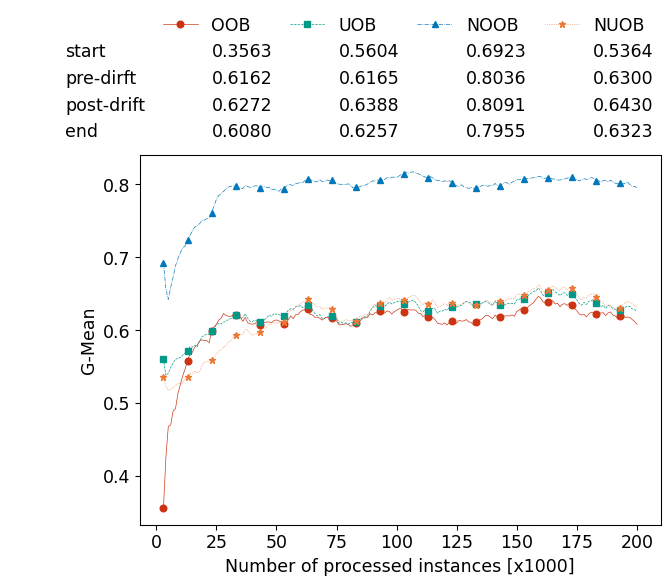 OOB UOB NOOB NUOB
start 0.3563 0.5604 0.6923 0.5364
pre-dirft 0.6162 0.6165 0.8036 0.6300
post-drift 0.6272 0.6388 0.8091 0.6430
end 0.6080 0.6257 0.7955 0.6323
0.8
0.7
0.6
0.5
0.4
G-Mean
0 25 50 75 100 125 150 175 200
Number of processed instances [x1000]